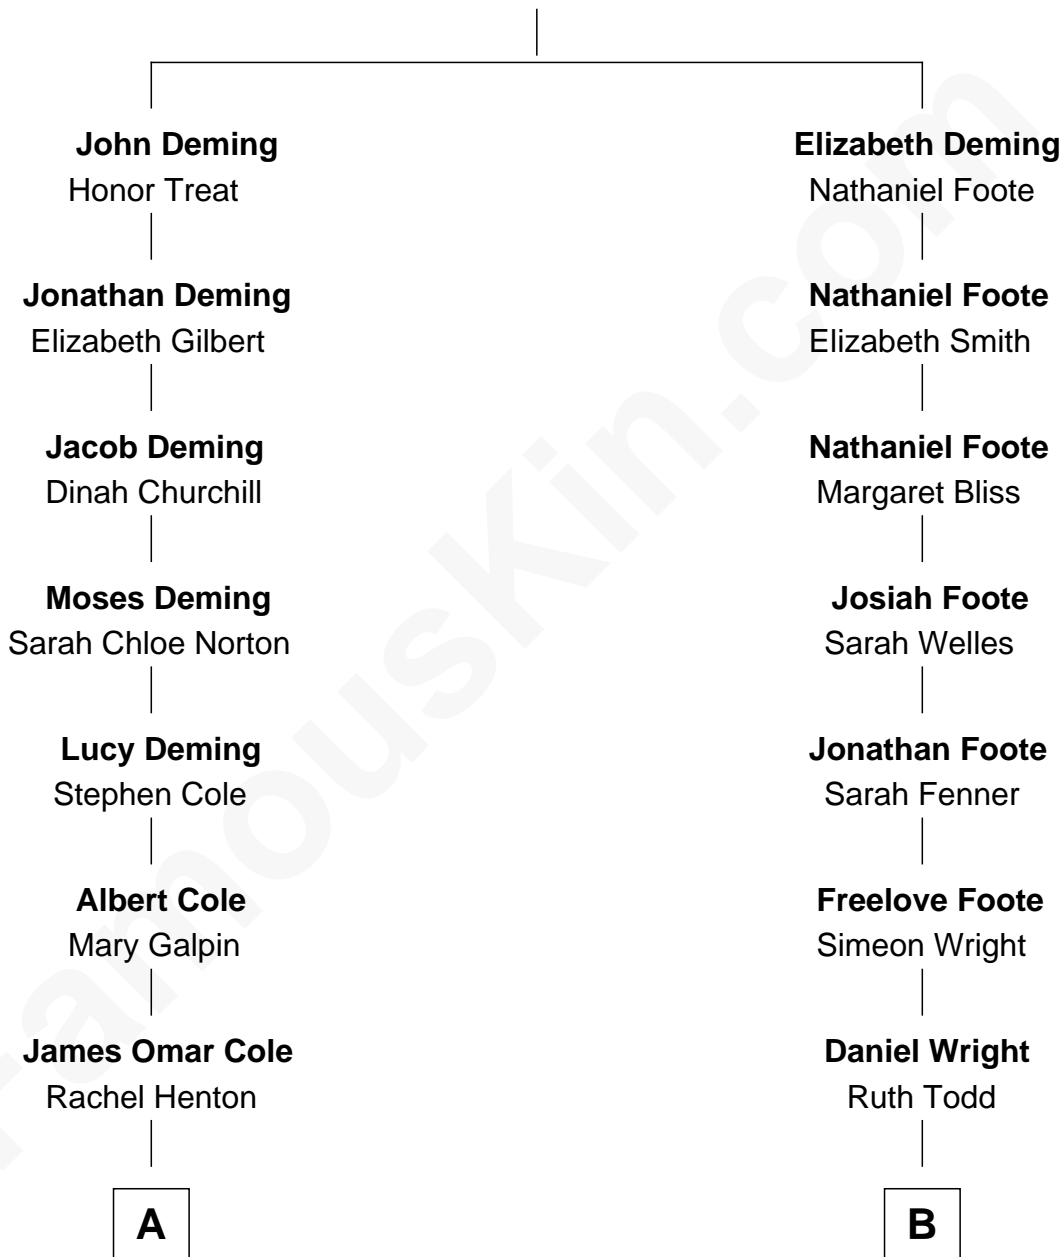 John Deming
Honor Treat
Jonathan Deming
Elizabeth Gilbert
Jacob Deming
Dinah Churchill
Moses Deming
Sarah Chloe Norton
Lucy Deming
Stephen Cole
Albert Cole
Mary Galpin
James Omar Cole
Rachel Henton
A
Elizabeth Deming
Nathaniel Foote
Nathaniel Foote
Elizabeth Smith
Nathaniel Foote
Margaret Bliss
Josiah Foote
Sarah Welles
Jonathan Foote
Sarah Fenner
Freelove Foote
Simeon Wright
Daniel Wright
Ruth Todd
B
FamousKin.com